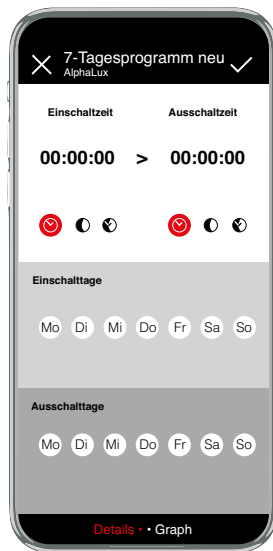 7-Tagesprogramm neu
AlphaLux
Einschaltzeit Ausschaltzeit
00:00:00 > 00:00:00
Einschalttage
Mo Di Mi Do Fr Sa So
Ausschalttage
Mo Di Mi Do Fr Sa So
Details • • Graph